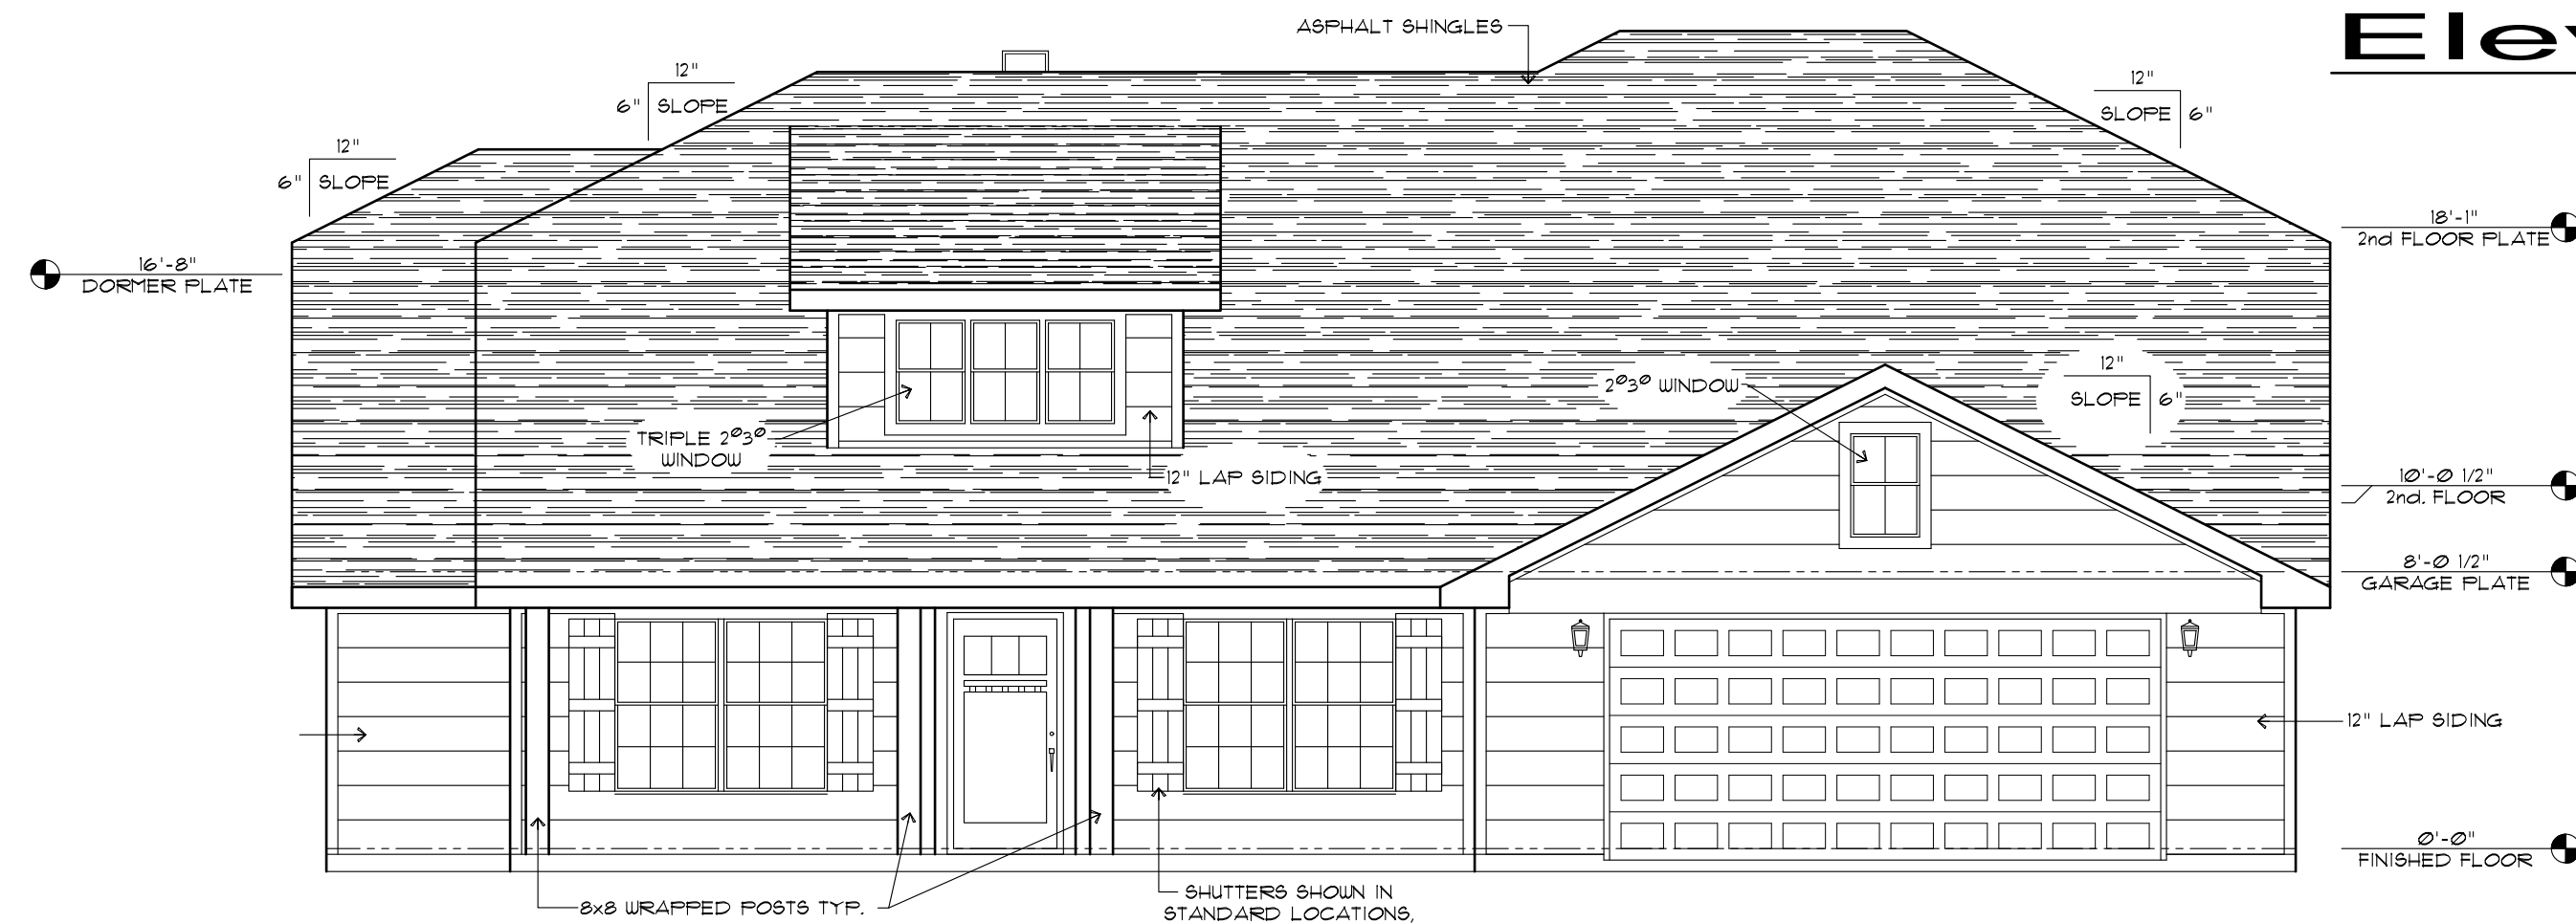 ASPHALT SHINGLES
12"
6" SLOPE
12"
6" SLOPE
12"
SLOPE 6"
18'-1"
2nd FLOOR PLATE
16'-8"
DORMER PLATE
12"
SLOPE 6"
2⁰3⁰ WINDOW
TRIPLE 2⁰3⁰
WINDOW
12" LAP SIDING
10'-0 1/2"
2nd. FLOOR
8'-0 1/2"
GARAGE PLATE
12" LAP SIDING
0'-0"
FINISHED FLOOR
8x8 WRAPPED POSTS TYP.
SHUTTERS SHOWN IN
STANDARD LOCATIONS,